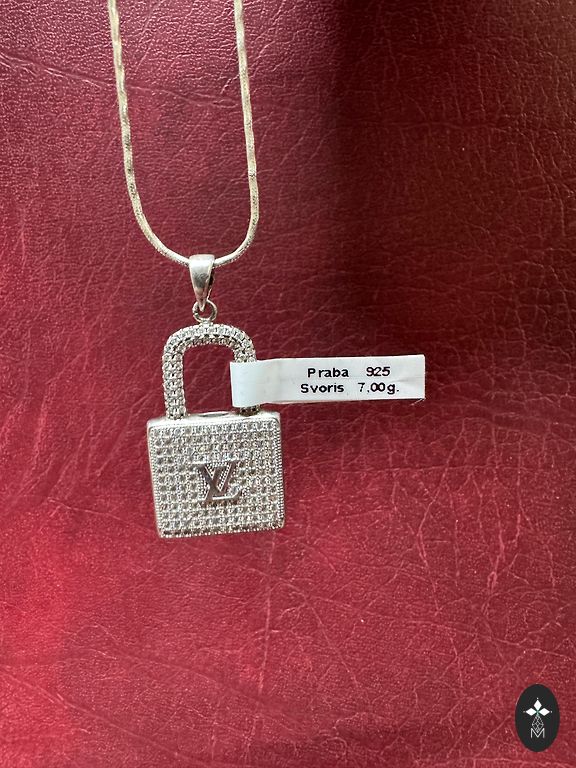 Praba 925
Svoris 7,00g.
LV
M